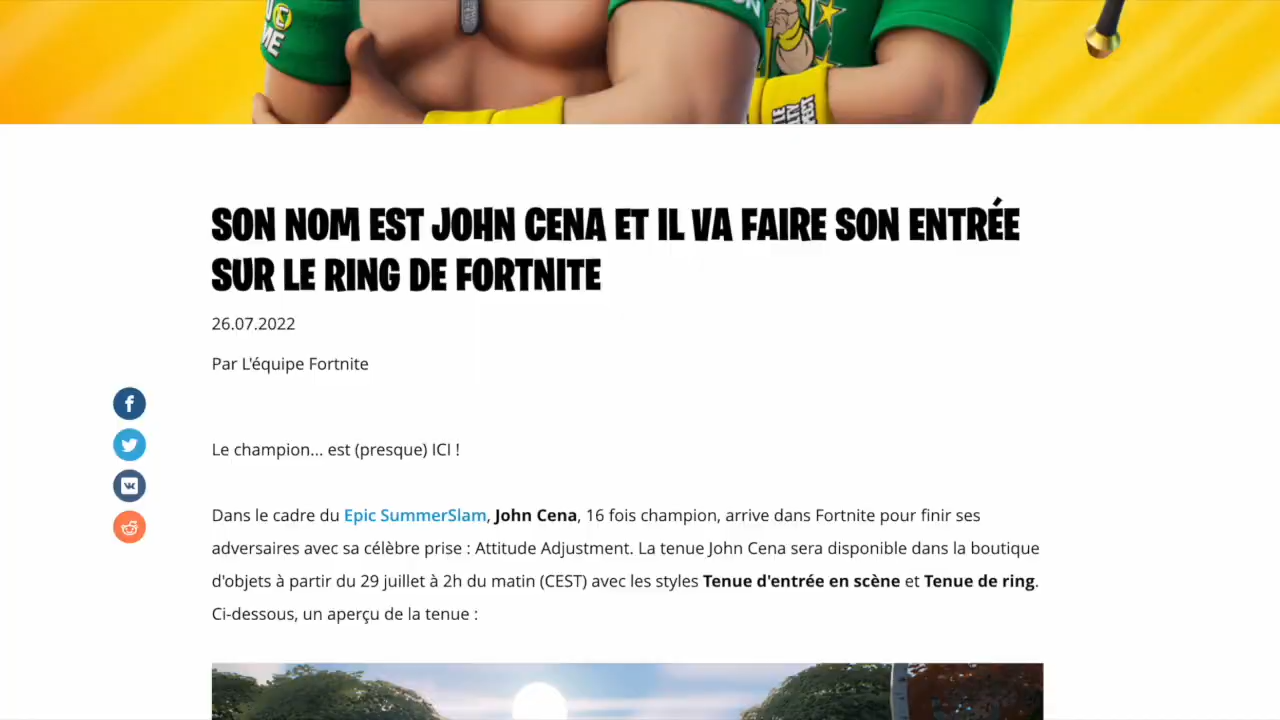 ME
SON NOM EST JOHN CENA ET IL VA FAIRE SON ENTRÉE
SUR LE RING DE FORTNITE
26.07.2022
Par L'équipe Fortnite
Le champion... est (presque) ICI !
Dans le cadre du Epic SummerSlam, John Cena, 16 fois champion, arrive dans Fortnite pour finir ses
adversaires avec sa célèbre prise : Attitude Adjustment. La tenue John Cena sera disponible dans la boutique
d'objets à partir du 29 juillet à 2h du matin (CEST) avec les styles Tenue d'entrée en scène et Tenue de ring.
Ci-dessous, un aperçu de la tenue :